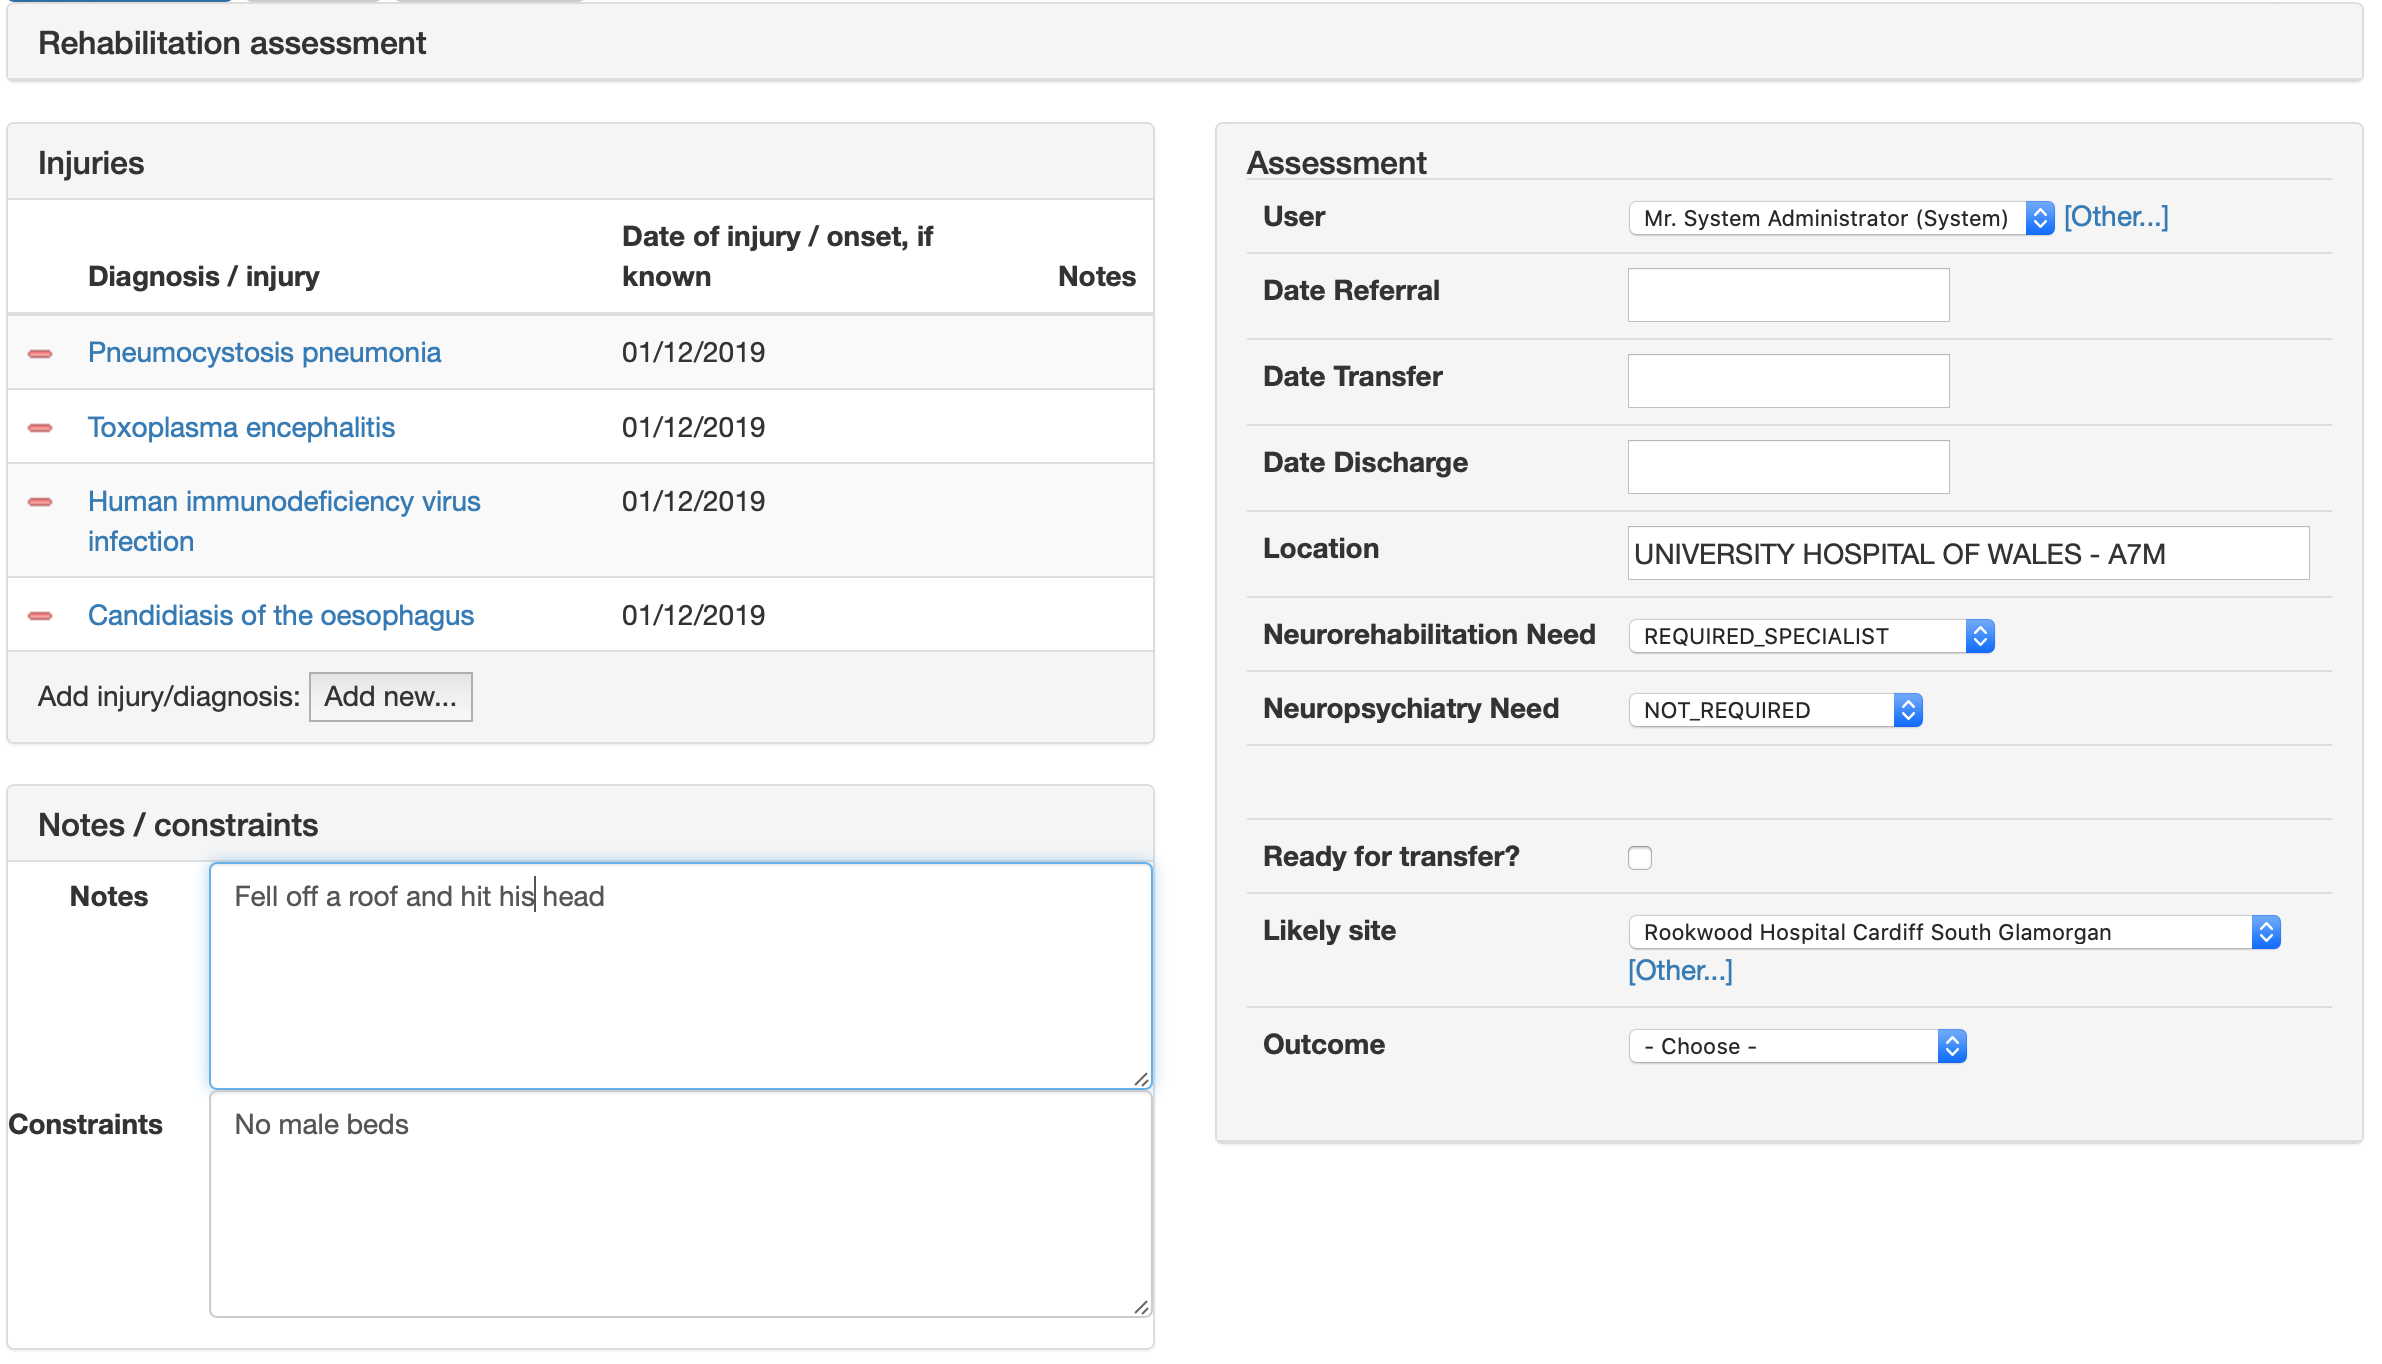 Rehabilitation assessment
Injuries
Diagnosis / injury
Date of injury / onset, if
known
Notes
Pneumocystosis pneumonia 01/12/2019
Toxoplasma encephalitis 01/12/2019
Human immunodeficiency virus 01/12/2019
infection
Candidiasis of the oesophagus 01/12/2019
Add injury/diagnosis: Add new...
Notes / constraints
Notes Fell off a roof and hit his head
Constraints No male beds
Assessment
User Mr. System Administrator (System) [Other...]
Date Referral
Date Transfer
Date Discharge
Location UNIVERSITY HOSPITAL OF WALES - A7M
Neurorehabilitation Need REQUIRED_SPECIALIST
Neuropsychiatry Need NOT_REQUIRED
Ready for transfer?
Likely site Rookwood Hospital Cardiff South Glamorgan
[Other...]
Outcome - Choose -